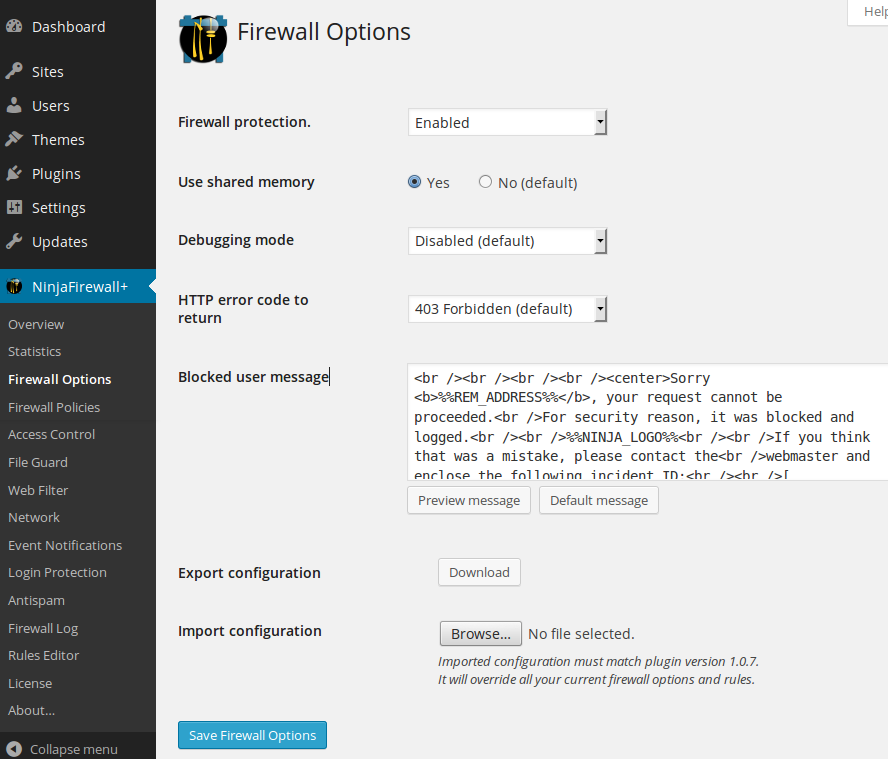 Dashboard
Sites
Users
Themes
Plugins
Settings
Updates
NinjaFirewall+
Overview
Statistics
Firewall Options
Firewall Policies
Access Control
File Guard
Web Filter
Network
Event Notifications
Login Protection
Antispam
Firewall Log
Rules Editor
License
About...
Collapse menu
Help
Firewall Options
Firewall protection.
Enabled
Use shared memory
Yes
No (default)
Debugging mode
Disabled (default)
HTTP error code to
return
403 Forbidden (default)
Blocked user message
<br /><br /><br /><br /><center>Sorry
<b>%%REM_ADDRESS%%</b>, your request cannot be
proceeded.<br />For security reason, it was blocked and
logged.<br /><br />%%NINJA_LOGO%%<br /><br />If you think
that was a mistake, please contact the<br />webmaster and
enclose the following incident ID:<br /><br />[
Preview message
Default message
Export configuration
Download
Import configuration
Browse...
No file selected.
Imported configuration must match plugin version 1.0.7.
It will override all your current firewall options and rules.
Save Firewall Options